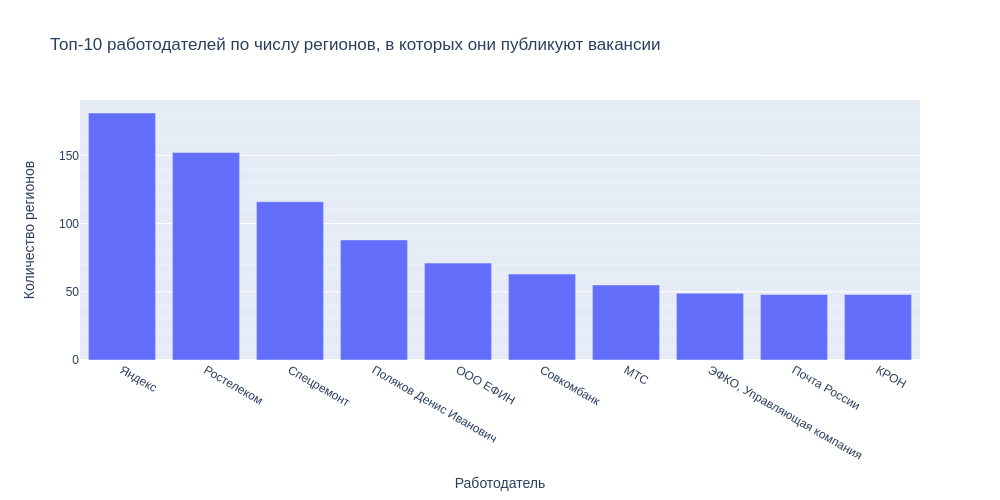 Топ-10 работодателей по числу регионов, в которых они публикуют вакансии
Количество регионов
150
100
50
0
Яндекс
Ростелеком
Спецремонт
Поляков Денис Иванович
ООО ЕФИН
Совкомбанк
МТС
ЭФКО, Управляющая компания
Почта России
КРОН
Работодатель